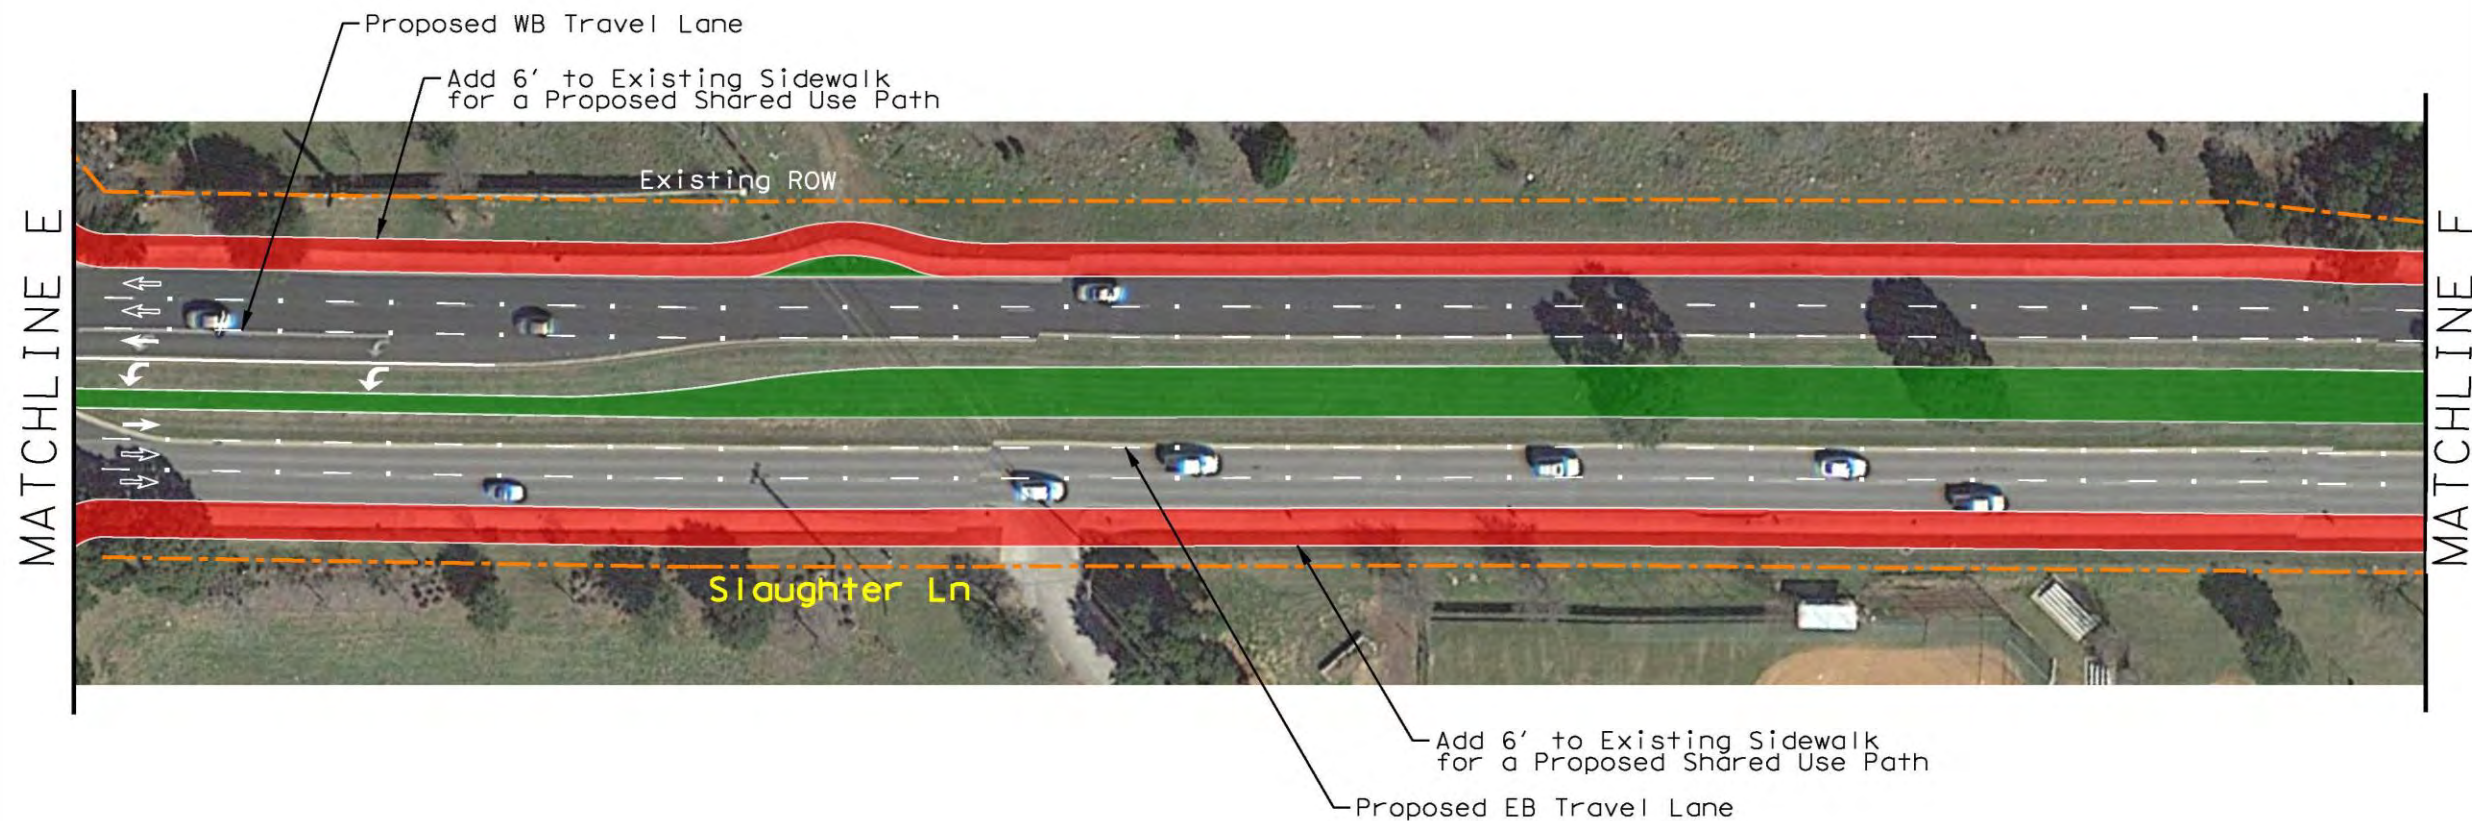 Proposed WB Travel Lane
Add 6' to Existing Sidewalk
for a Proposed Shared Use Path
Existing ROW
MATCHLINE E
MATCHLINE F
Slaughter Ln
Add 6' to Existing Sidewalk
for a Proposed Shared Use Path
Proposed EB Travel Lane